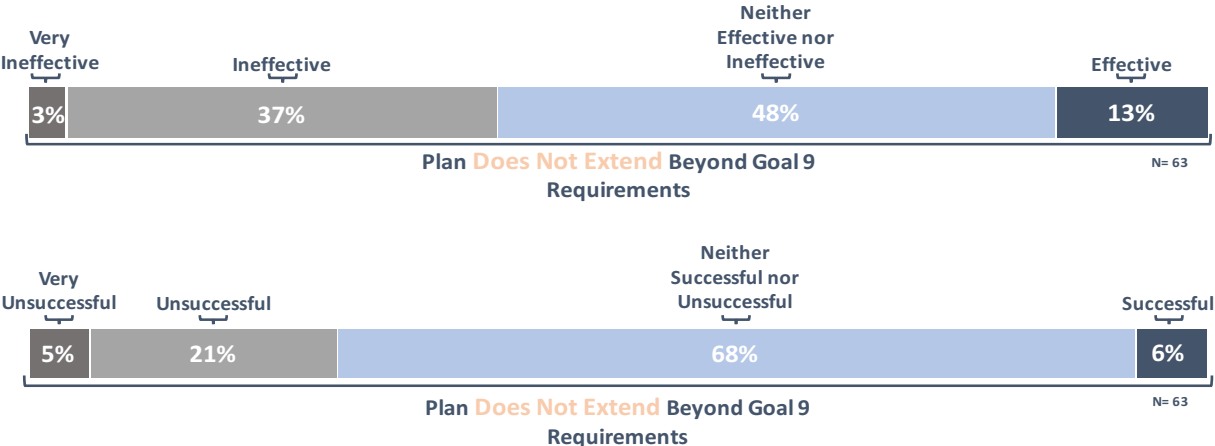 Very
Ineffective
Ineffective
Neither
Effective nor
Ineffective
Effective
3%
37%
48%
13%
Plan Does Not Extend Beyond Goal 9
Requirements
N= 63
Very
Unsuccessful
Unsuccessful
Neither
Successful nor
Unsuccessful
Successful
5%
21%
68%
6%
Plan Does Not Extend Beyond Goal 9
Requirements
N= 63